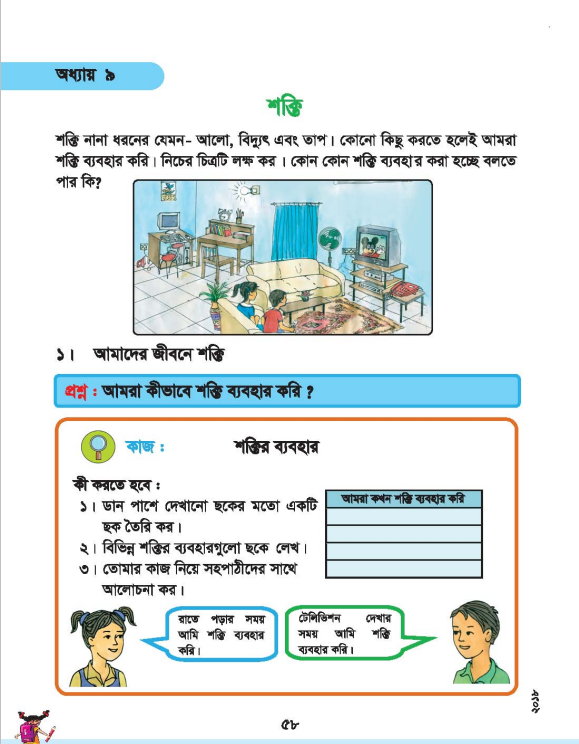 অধ্যায় ৯
শক্তি
শক্তি নানা ধরনের যেমন- আলো, বিদ্যুৎ এবং তাপ। কোনো কিছু করতে হলেই আমরা
শক্তি ব্যবহার করি। নিচের চিত্রটি লক্ষ কর । কোন কোন শক্তি ব্যবহার করা হচ্ছে বলতে
পার কি?
১। আমাদের জীবনে শক্তি
প্রশ্ন : আমরা কীভাবে শক্তি ব্যবহার করি ?
কাজ : শক্তির ব্যবহার
কী করতে হবে :
১। ডান পাশে দেখানো ছকের মতো একটি
ছক তৈরি কর।
২। বিভিন্ন শক্তির ব্যবহারগুলো ছকে লেখ।
৩। তোমার কাজ নিয়ে সহপাঠীদের সাথে
আলোচনা কর।
আমরা কখন শক্তি ব্যবহার করি
রাতে পড়ার সময়
আমি শক্তি ব্যবহার
করি।
টেলিভিশন দেখার
সময় আমি শক্তি
ব্যবহার করি।
৫৮
২০১৮